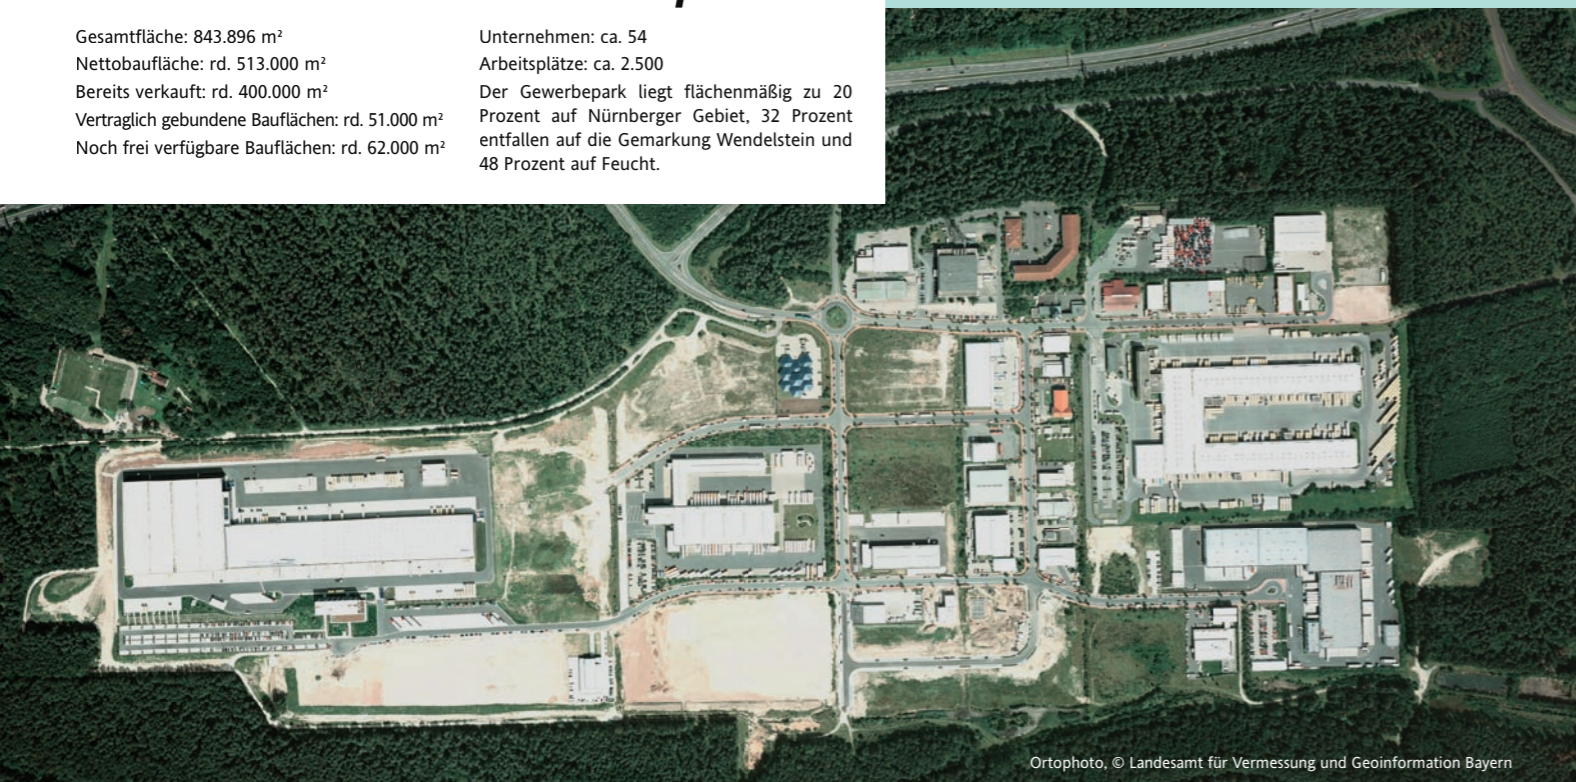 Gesamtfläche: 843.896 m²
Nettobaufläche: rd. 513.000 m²
Bereits verkauft: rd. 400.000 m²
Vertraglich gebundene Bauflächen: rd. 51.000 m²
Noch frei verfügbare Bauflächen: rd. 62.000 m²
Unternehmen: ca. 54
Arbeitsplätze: ca. 2.500
Der Gewerbepark liegt flächenmäßig zu 20
Prozent auf Nürnberger Gebiet, 32 Prozent
entfallen auf die Gemarkung Wendelstein und
48 Prozent auf Feucht.
Ortophoto, © Landesamt für Vermessung und Geoinformation Bayern